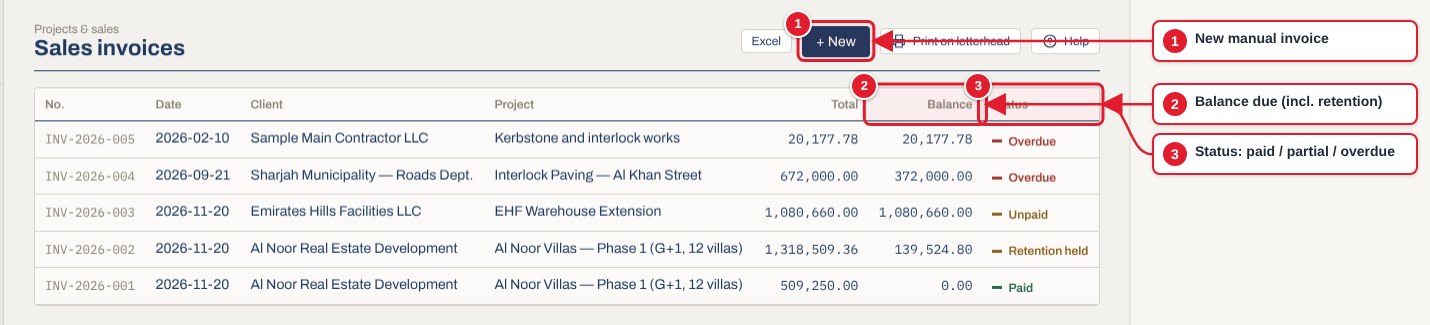 Projects & sales
Sales invoices
Excel
+ New
Print on letterhead
Help
1
1 New manual invoice
2
3
No. Date Client Project Total Balance Status
2 Balance due (incl. retention)
3 Status: paid / partial / overdue
INV-2026-005 2026-02-10 Sample Main Contractor LLC Kerbstone and interlock works 20,177.78 20,177.78 Overdue
INV-2026-004 2026-09-21 Sharjah Municipality — Roads Dept. Interlock Paving — Al Khan Street 672,000.00 372,000.00 Overdue
INV-2026-003 2026-11-20 Emirates Hills Facilities LLC EHF Warehouse Extension 1,080,660.00 1,080,660.00 Unpaid
INV-2026-002 2026-11-20 Al Noor Real Estate Development Al Noor Villas — Phase 1 (G+1, 12 villas) 1,318,509.36 139,524.80 Retention held
INV-2026-001 2026-11-20 Al Noor Real Estate Development Al Noor Villas — Phase 1 (G+1, 12 villas) 509,250.00 0.00 Paid